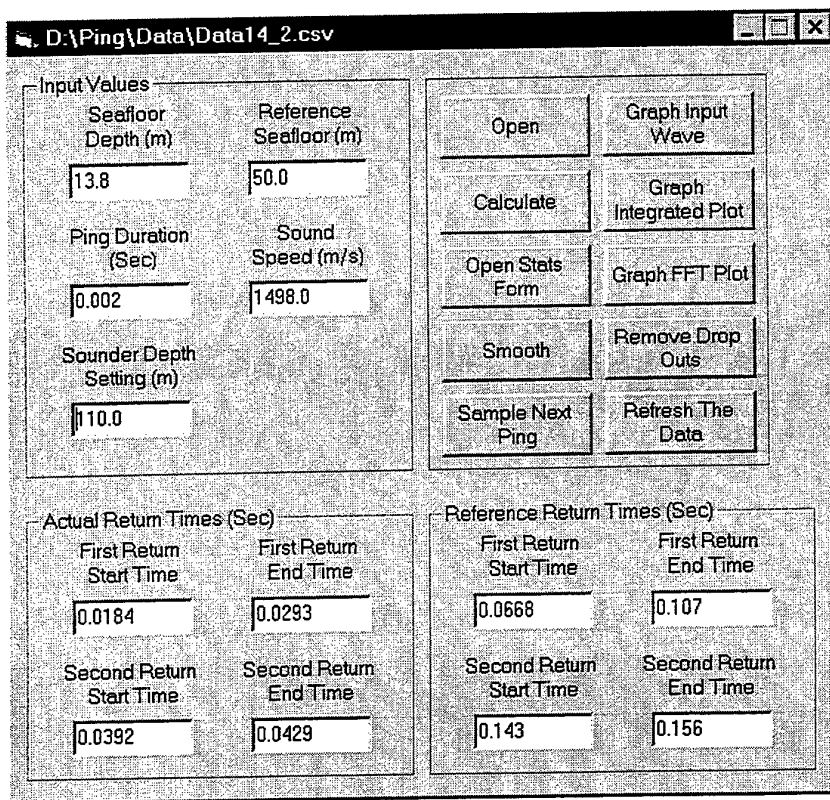 D:\Ping\Data\Data14_2.csv
Input Values
Seafloor
Depth (m)
13.8
Reference
Seafloor (m)
50.0
Ping Duration
(Sec)
0.002
Sound
Speed (m/s)
1498.0
Sounder Depth
Setting (m)
110.0
Open
Graph Input
Wave
Calculate
Graph
Integrated Plot
Open Stats
Form
Graph FFT Plot
Smooth
Remove Drop
Outs
Sample Next
Ping
Refresh The
Data
Actual Return Times (Sec)
First Return
Start Time
0.0184
First Return
End Time
0.0293
Second Return
Start Time
0.0392
Second Return
End Time
0.0429
Reference Return Times (Sec)
First Return
Start Time
0.0668
First Return
End Time
0.107
Second Return
Start Time
0.143
Second Return
End Time
0.156